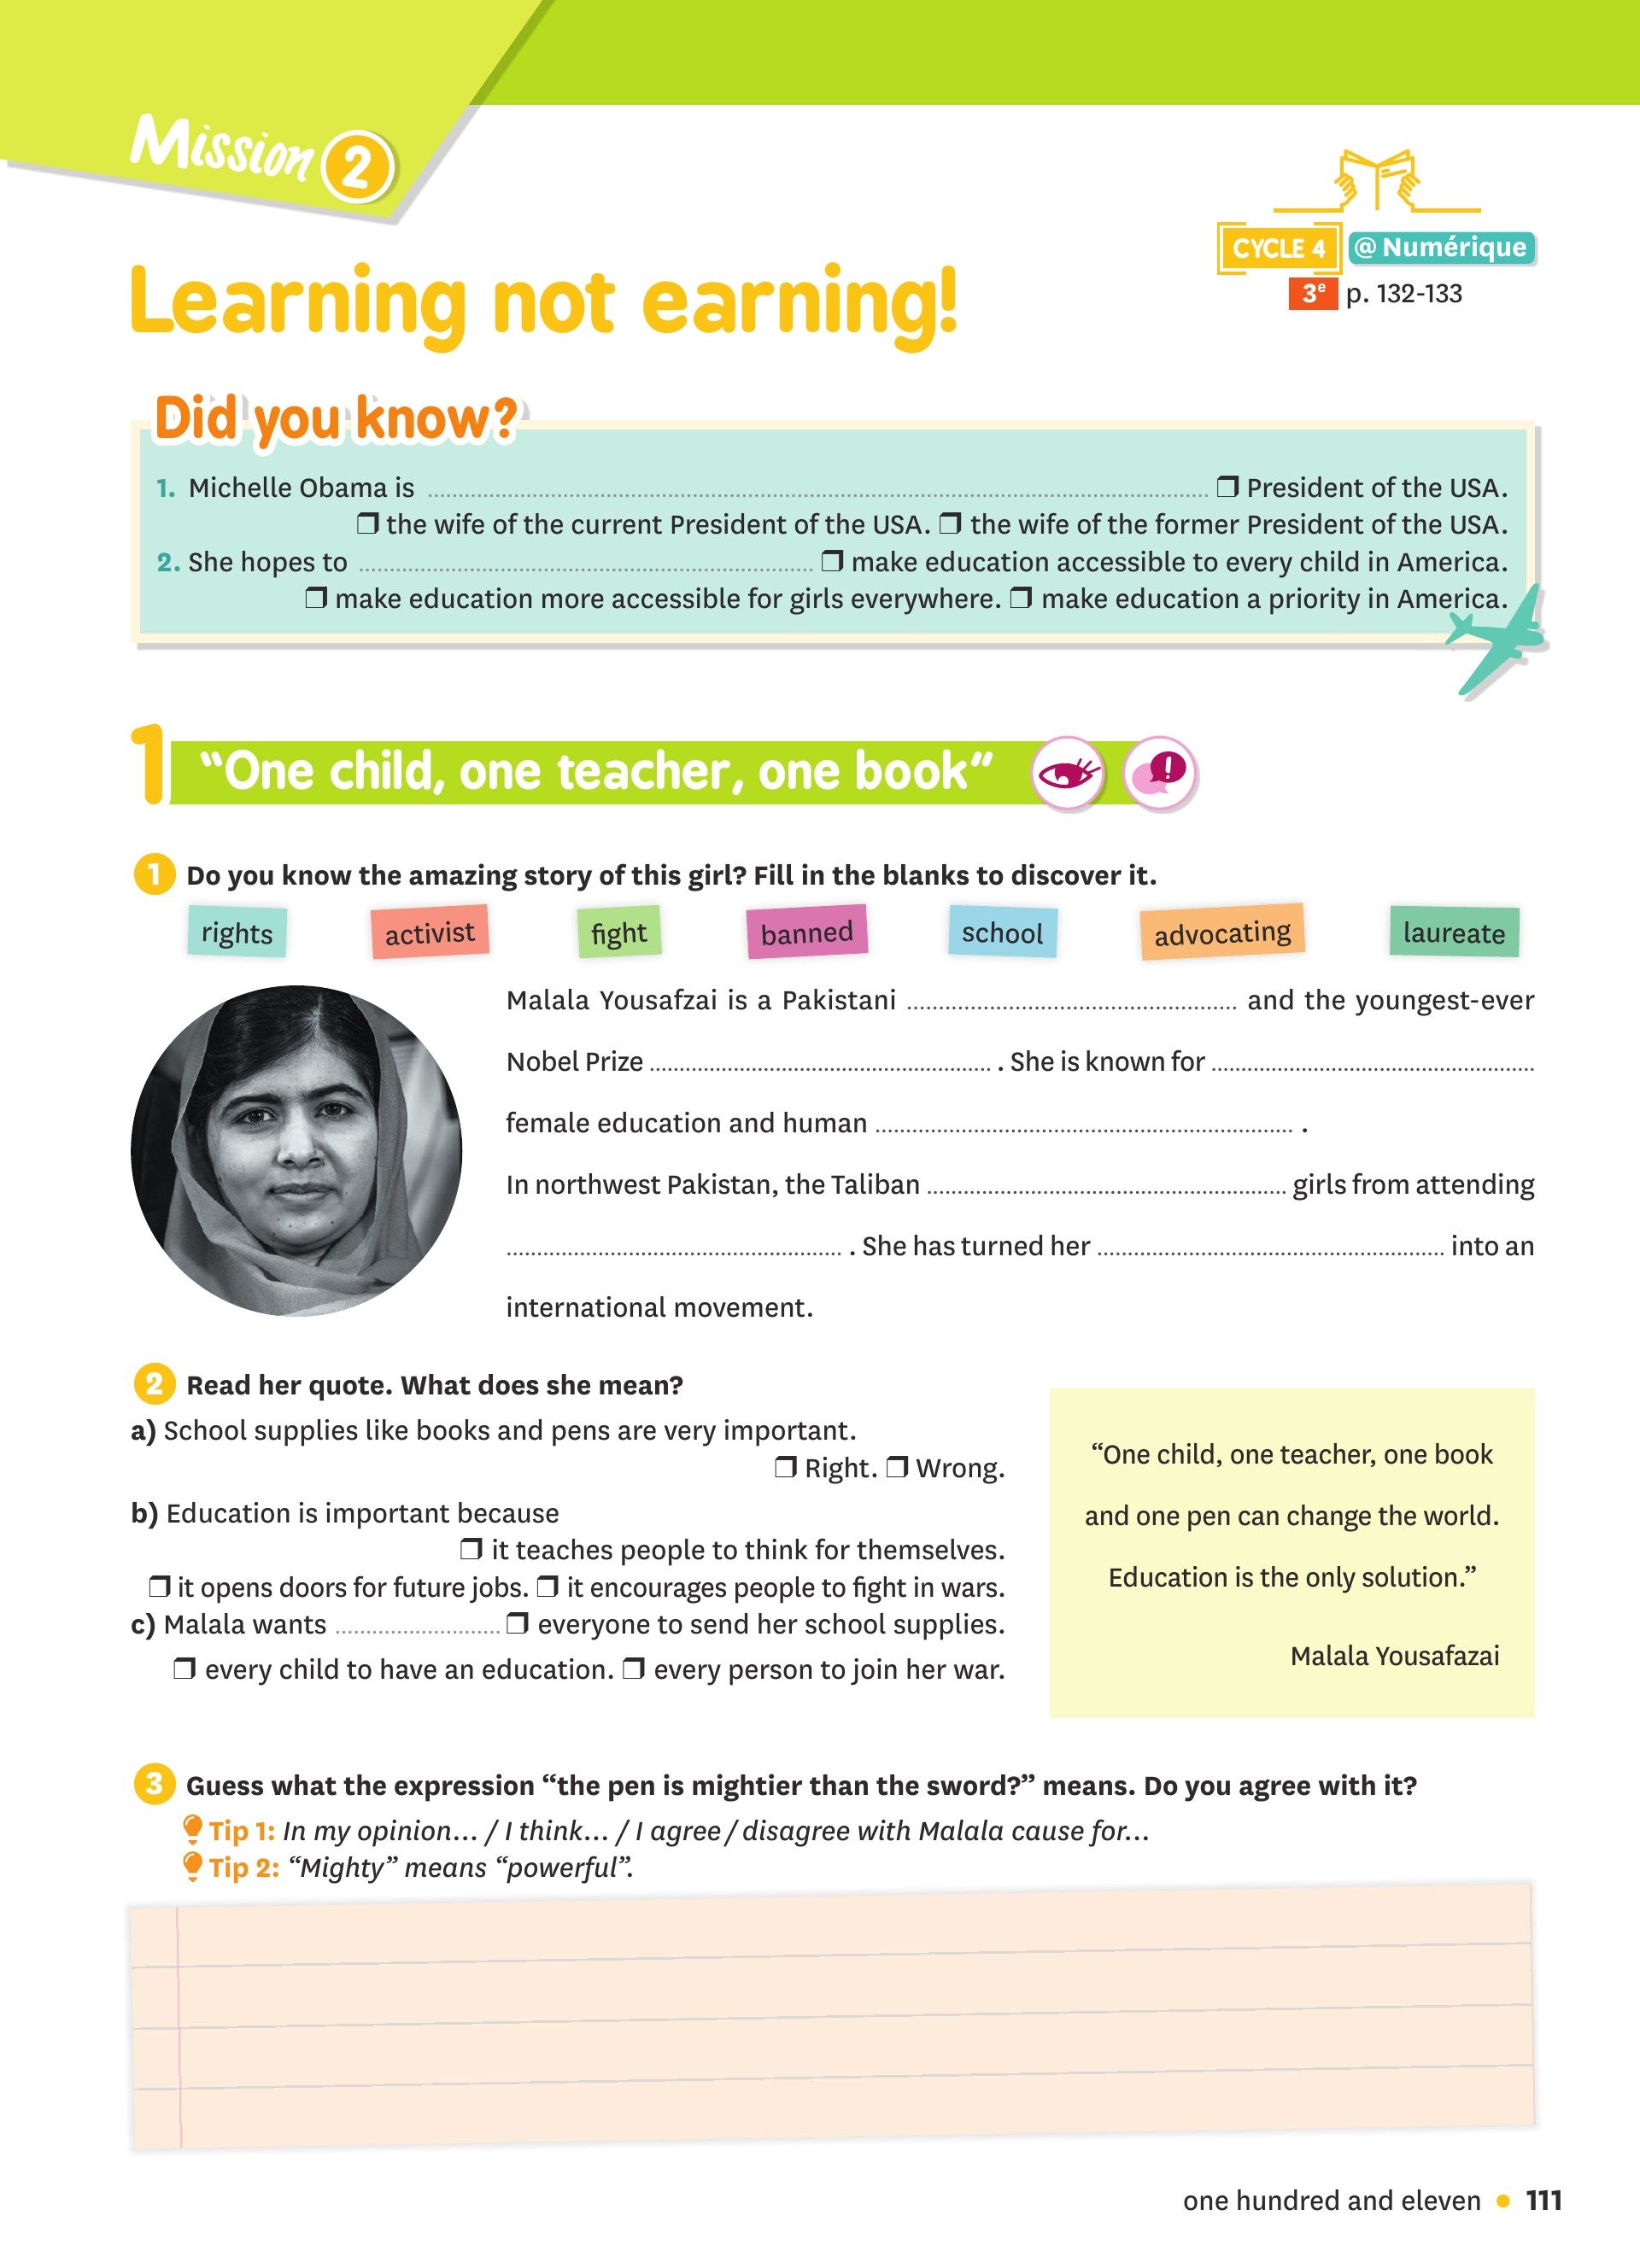 Mission 2
CYCLE 4 @ Numérique
3e p. 132-133
Learning not earning!
Did you know?
1. Michelle Obama is ........................................ ❒ President of the USA.
❒ the wife of the current President of the USA. ❒ the wife of the former President of the USA.
2. She hopes to ........................................ ❒ make education accessible to every child in America.
❒ make education more accessible for girls everywhere. ❒ make education a priority in America.
1 “One child, one teacher, one book”
1 Do you know the amazing story of this girl? Fill in the blanks to discover it.
rights activist fight banned school advocating laureate
Malala Yousafzai is a Pakistani ........................................ and the youngest-ever
Nobel Prize ........................................ . She is known for ........................................
female education and human ........................................ .
In northwest Pakistan, the Taliban ........................................ girls from attending
........................................ . She has turned her ........................................ into an
international movement.
2 Read her quote. What does she mean?
a) School supplies like books and pens are very important.
❒ Right. ❒ Wrong.
b) Education is important because
❒ it teaches people to think for themselves.
❒ it opens doors for future jobs. ❒ it encourages people to fight in wars.
c) Malala wants ........................ ❒ everyone to send her school supplies.
❒ every child to have an education. ❒ every person to join her war.
“One child, one teacher, one book
and one pen can change the world.
Education is the only solution.”
Malala Yousafazai
3 Guess what the expression “the pen is mightier than the sword?” means. Do you agree with it?
Tip 1: In my opinion... / I think... / I agree / disagree with Malala cause for...
Tip 2: “Mighty” means “powerful”.
one hundred and eleven • 111